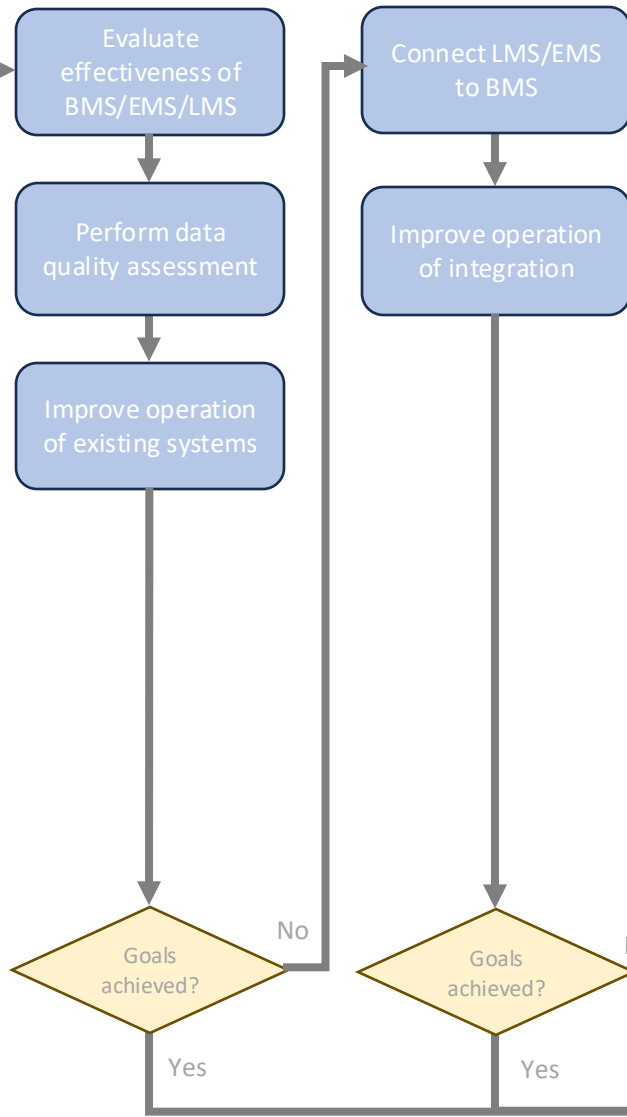 Evaluate
effectiveness of
BMS/EMS/LMS
Perform data
quality assessment
Improve operation
of existing systems
Goals
achieved?
No
Yes
Connect LMS/EMS
to BMS
Improve operation
of integration
Goals
achieved?
Yes